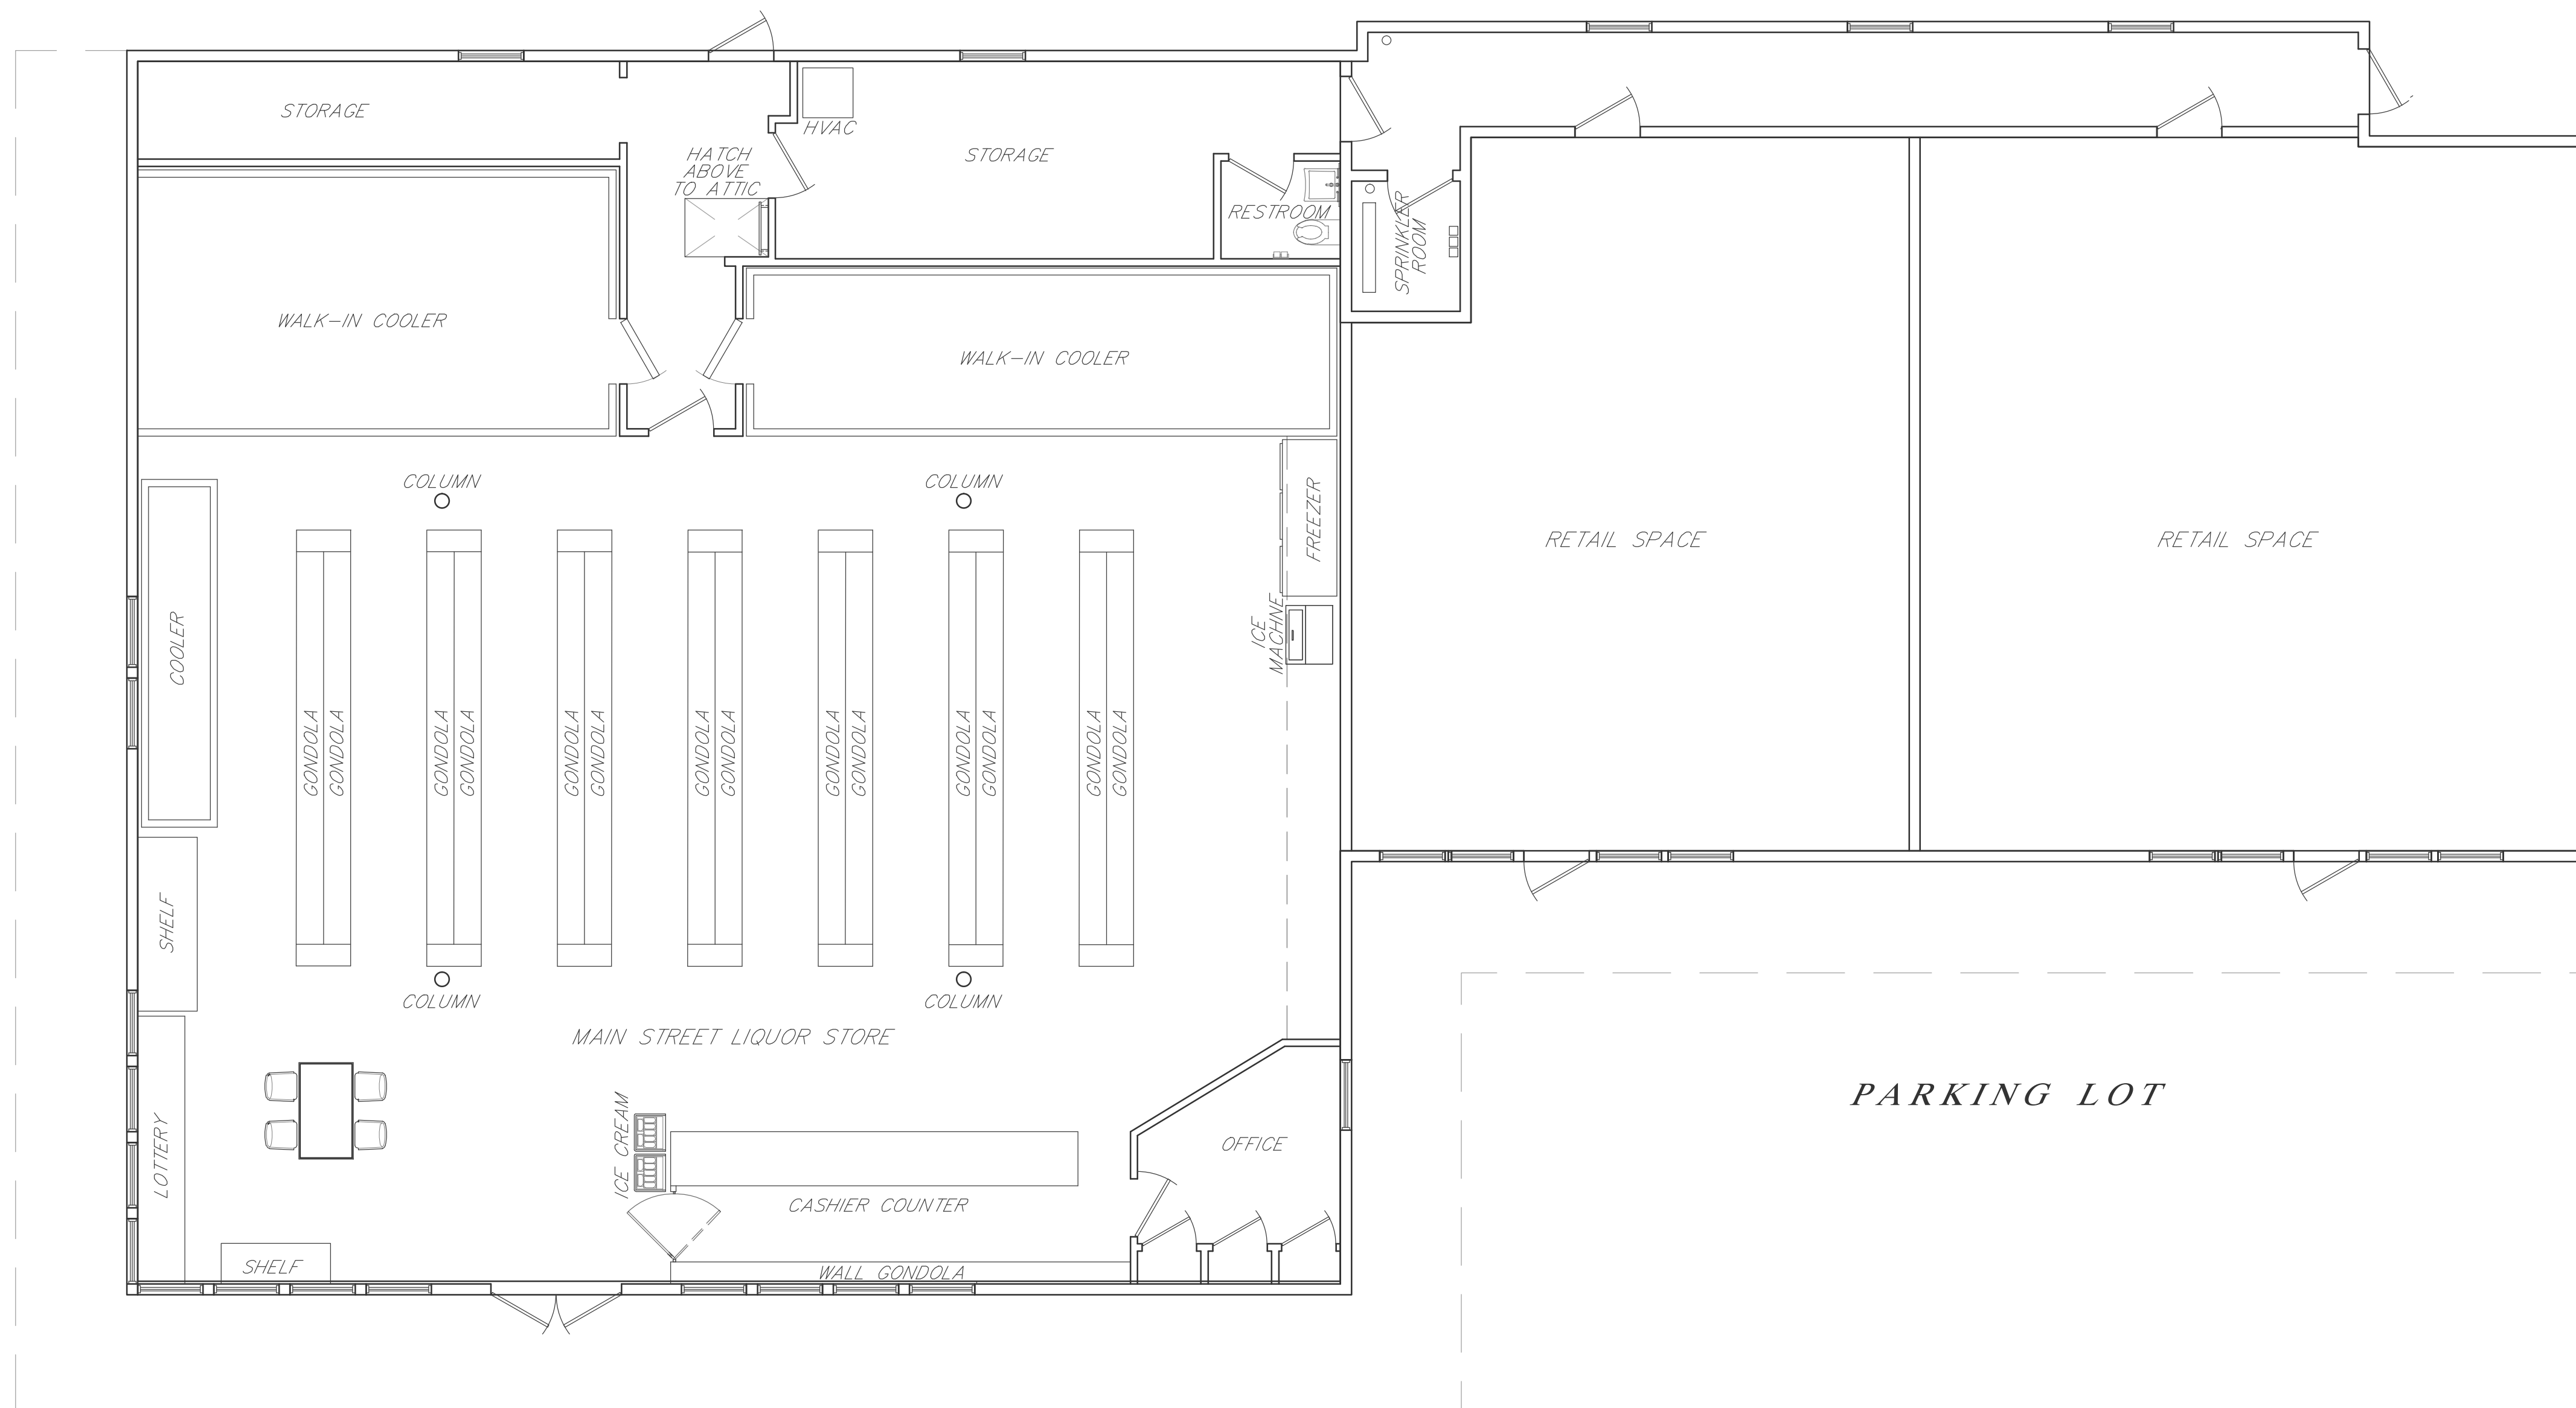 STORAGE
HVAC
HATCH
ABOVE
TO ATTIC
STORAGE
RESTROOM
SPRINKLER
ROOM
WALK-IN COOLER
WALK-IN COOLER
COLUMN
COLUMN
FREEZER
RETAIL SPACE
RETAIL SPACE
ICE
MACHINE
COOLER
GONDOLA
GONDOLA
GONDOLA
GONDOLA
GONDOLA
GONDOLA
GONDOLA
GONDOLA
GONDOLA
GONDOLA
GONDOLA
GONDOLA
GONDOLA
GONDOLA
SHELF
COLUMN
COLUMN
MAIN STREET LIQUOR STORE
PARKING LOT
LOTTERY
ICE CREAM
OFFICE
CASHIER COUNTER
SHELF
WALL GONDOLA